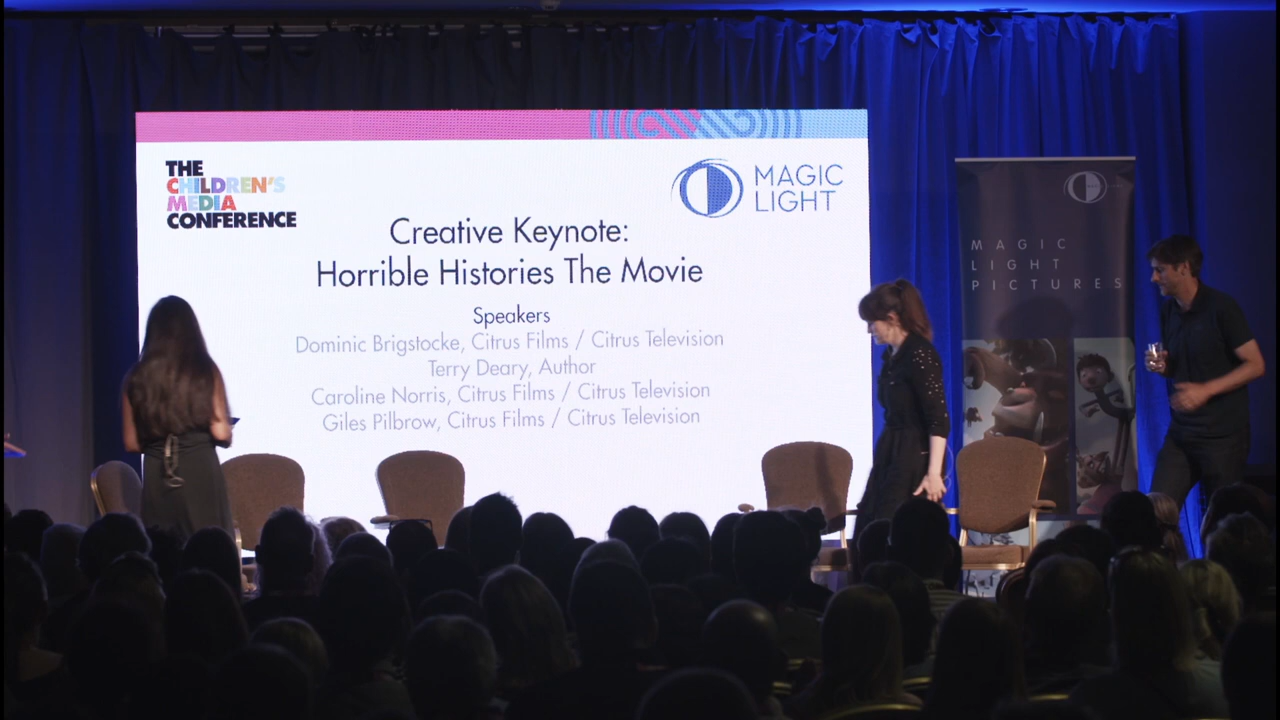 THE
CHILDREN'S
MEDIA
CONFERENCE
MAGIC
LIGHT
Creative Keynote:
Horrible Histories The Movie
Speakers
Dominic Brigstocke, Citrus Films / Citrus Television
Terry Deary, Author
Caroline Norris, Citrus Films / Citrus Television
Giles Pilbrow, Citrus Films / Citrus Television
MAGIC
LIGHT
PICTURES